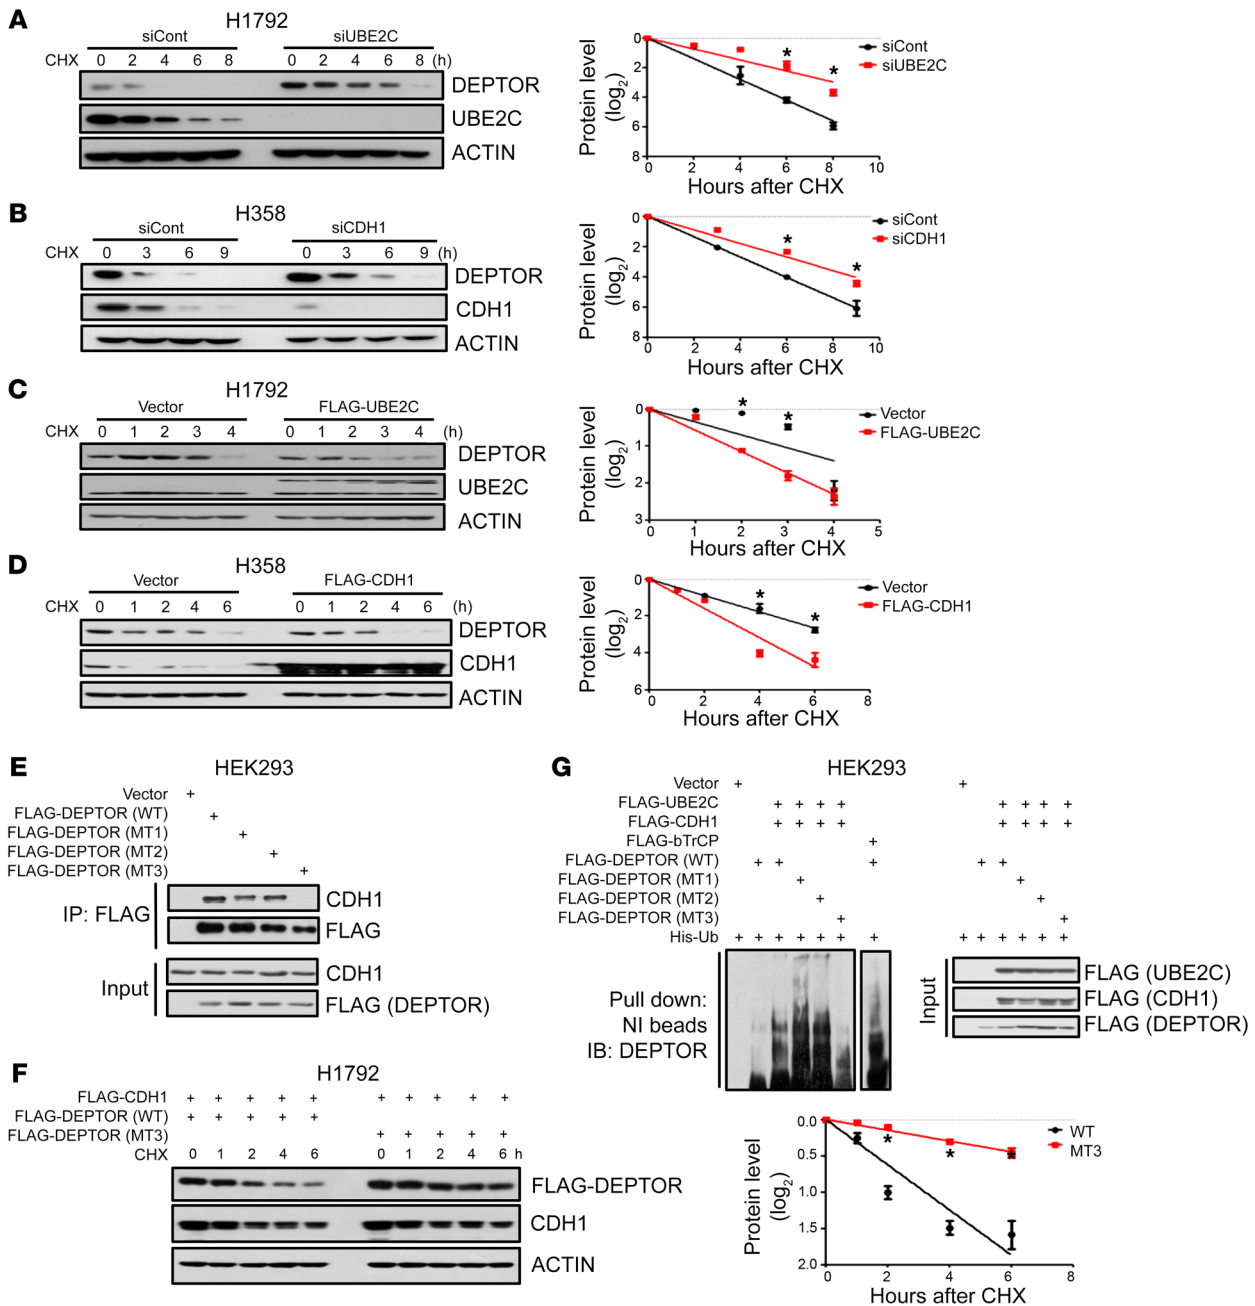 A
H1792
siCont siUBE2C
CHX 0 2 4 6 8 0 2 4 6 8 (h)
DEPTOR
UBE2C
ACTIN
Protein level
(log2)
0
2
4
6
8
0 2 4 6 8 10
Hours after CHX
* *
siCont
siUBE2C
B
H358
siCont siCDH1
CHX 0 3 6 9 0 3 6 9 (h)
DEPTOR
CDH1
ACTIN
Protein level
(log2)
0
2
4
6
8
0 2 4 6 8 10
Hours after CHX
* *
siCont
siCDH1
C
H1792
Vector FLAG-UBE2C
CHX 0 1 2 3 4 0 1 2 3 4 (h)
DEPTOR
UBE2C
ACTIN
Protein level
(log2)
0
1
2
3
0 1 2 3 4 5
Hours after CHX
* *
Vector
FLAG-UBE2C
D
H358
Vector FLAG-CDH1
CHX 0 1 2 4 6 0 1 2 4 6 (h)
DEPTOR
CDH1
ACTIN
Protein level
(log2)
0
2
4
6
0 2 4 6 8
Hours after CHX
* *
Vector
FLAG-CDH1
E
HEK293
Vector +
FLAG-DEPTOR (WT) +
FLAG-DEPTOR (MT1) +
FLAG-DEPTOR (MT2) +
FLAG-DEPTOR (MT3) +
IP: FLAG
CDH1
FLAG
Input
CDH1
FLAG (DEPTOR)
F
H1792
FLAG-CDH1 + + + + + + + + + +
FLAG-DEPTOR (WT) + + + + +
FLAG-DEPTOR (MT3) + + + + +
CHX 0 1 2 4 6 0 1 2 4 6 h
FLAG-DEPTOR
CDH1
ACTIN
G
HEK293
Vector + +
FLAG-UBE2C + + + + + + + +
FLAG-CDH1 + + + + + + + +
FLAG-bTrCP +
FLAG-DEPTOR (WT) + + + + +
FLAG-DEPTOR (MT1) + +
FLAG-DEPTOR (MT2) + +
FLAG-DEPTOR (MT3) + +
His-Ub + + + + + + + + + + + + +
Pull down:
NI beads
IB: DEPTOR
Input
FLAG (UBE2C)
FLAG (CDH1)
FLAG (DEPTOR)
Protein level
(log2)
0.0
0.5
1.0
1.5
2.0
0 2 4 6 8
Hours after CHX
* * *
WT
MT3